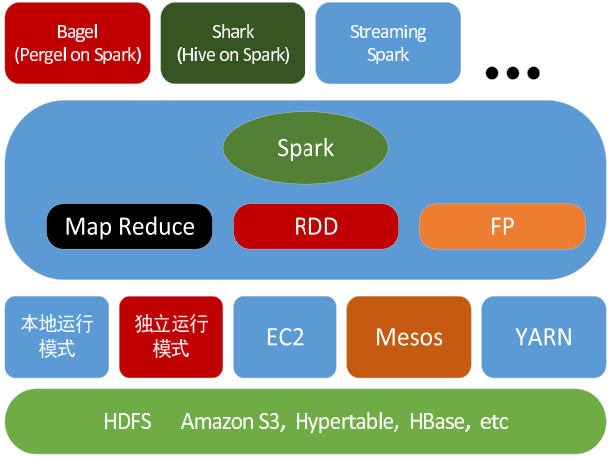 Bagel
(Pergel on Spark)
Shark
(Hive on Spark)
Streaming
Spark
•••
Spark
Map Reduce
RDD
FP
本地运行
模式
独立运行
模式
EC2
Mesos
YARN
HDFS Amazon S3, Hypertable, HBase, etc